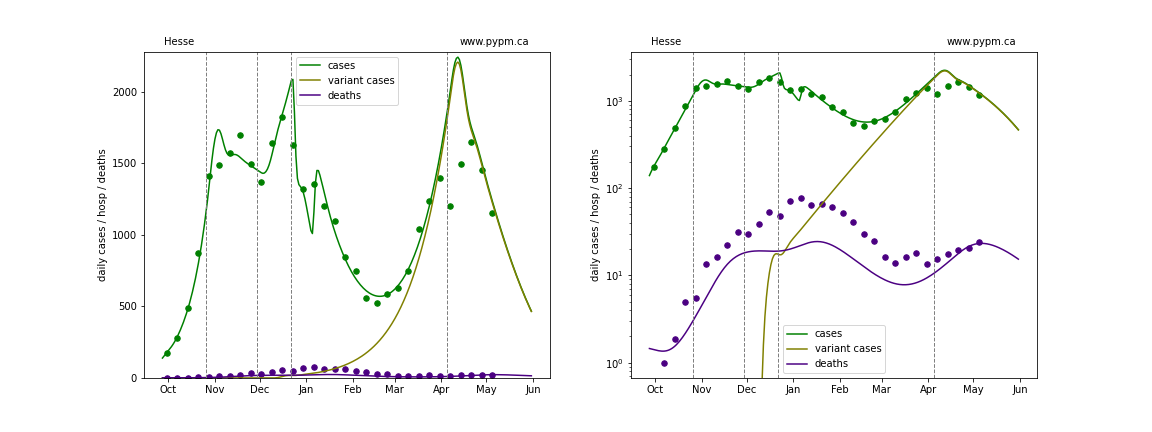 Hesse
www.pypm.ca
daily cases / hosp / deaths
2000
1500
1000
500
0
cases
variant cases
deaths
Oct
Nov
Dec
Jan
Feb
Mar
Apr
May
Jun
Hesse
www.pypm.ca
daily cases / hosp / deaths
10³
10²
10¹
10⁰
cases
variant cases
deaths
Oct
Nov
Dec
Jan
Feb
Mar
Apr
May
Jun